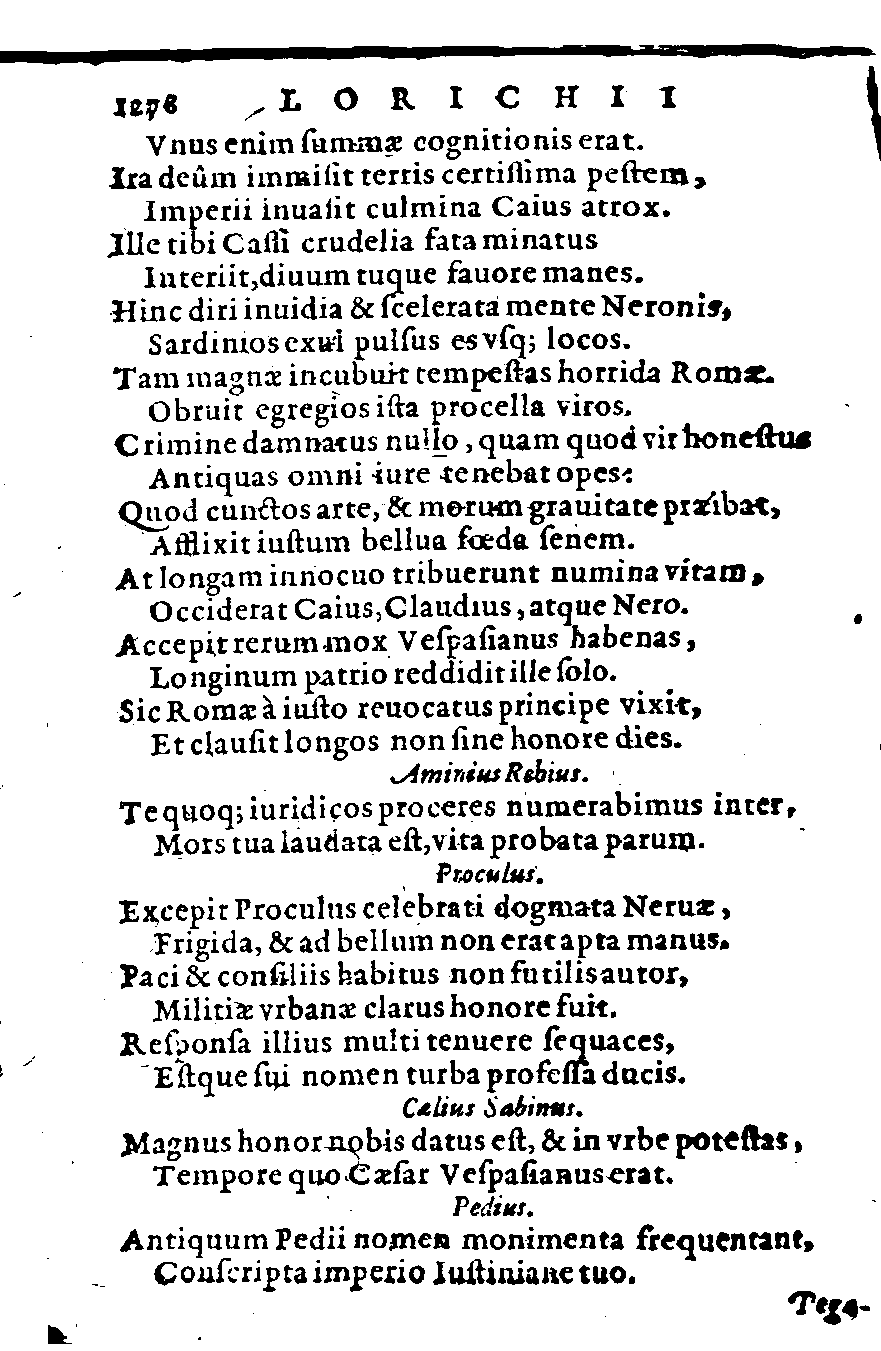 1278 LORICHII
Vnus enim ſummæ cognitionis erat.
Ira deûm immiſit terris certiſſima peſtem,
Imperii inuaſit culmina Caius atrox.
Ille tibi Caſſi crudelia fata minatus
Interiit, diuum tuque fauore manes.
Hinc diri inuidia & ſcelerata mente Neronis,
Sardinios exul pulſus es vſq; locos.
Tam magnæ incubuit tempeſtas horrida Romæ.
Obruit egregios iſta procella viros.
Crimine damnatus nullo, quam quod vir honeſtus
Antiquas omni iure tenebat opes:
Quod cunctos arte, & morum grauitate præibat,
Afflixit iuſtum bellua fœda ſenem.
At longam innocuo tribuerunt numina vitam,
Occiderat Caius, Claudius, atque Nero.
Accepit rerum mox Veſpaſianus habenas,
Longinum patrio reddidit ille ſolo.
Sic Romæ à iuſto reuocatus principe vixit,
Et clauſit longos non ſine honore dies.
Aminius Rebius.
Te quoq; iuridicos proceres numerabimus inter,
Mors tua laudata eſt, vita probata parum.
Proculus.
Excepit Proculus celebrati dogmata Neruæ,
Frigida, & ad bellum non erat apta manus.
Paci & conſiliis habitus non futilis autor,
Militiæ vrbanæ clarus honore fuit.
Reſponſa illius multi tenuere ſequaces,
Eſtque ſui nomen turba profeſſa ducis.
Cælius Sabinus.
Magnus honor nobis datus eſt, & in vrbe poteſtas,
Tempore quo Cæſar Veſpaſianus erat.
Pedius.
Antiquum Pedii nomen monimenta frequentant,
Conſcripta imperio Iuſtiniane tuo.
Tega-